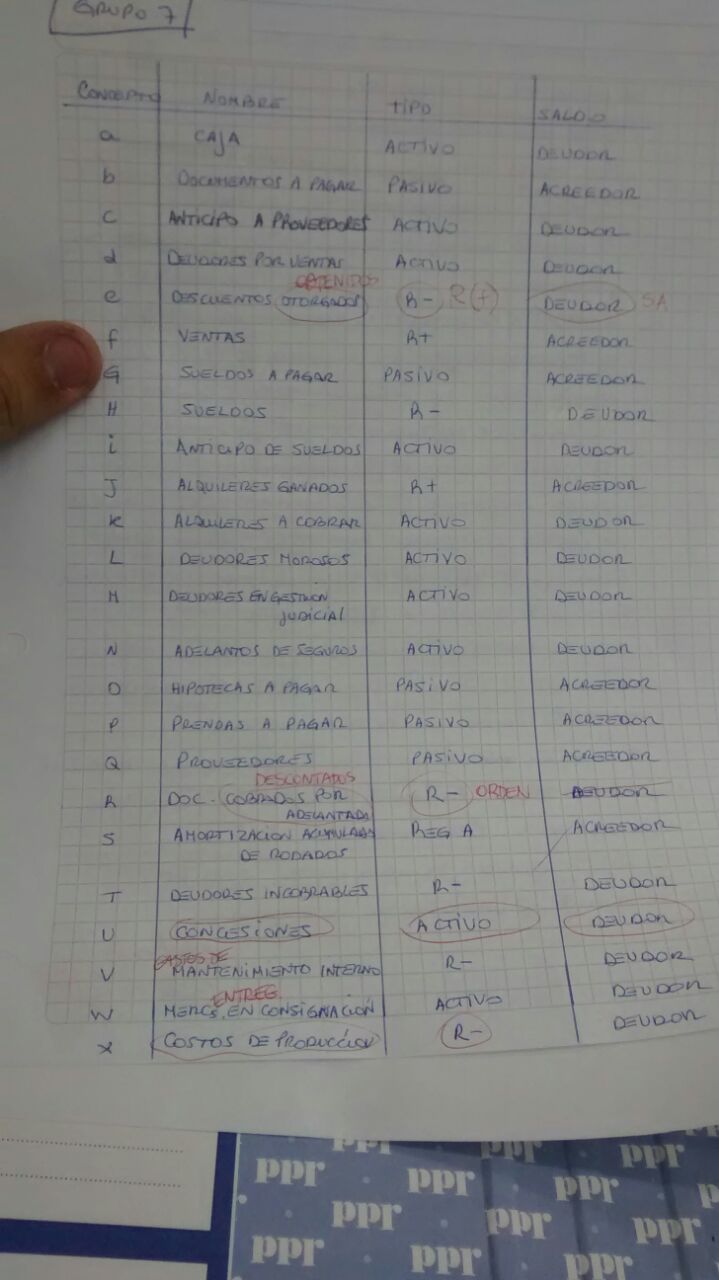 GRUPO 7
CONCEPTO NOMBRE TIPO SALDO
a CAJA ACTIVO DEUDOR
b DOCUMENTOS A PAGAR PASIVO ACREEDOR
C ANTICIPO A PROVEEDORES ACTIVO DEUDOR
d DEUDORES POR VENTAS ACTIVO DEUDOR
OBTENIDOS
e DESCUENTOS OTORGADOS R- R(+) DEUDOR SA
f VENTAS R+ ACREEDOR
G SUELDOS A PAGAR PASIVO ACREEDOR
H SUELDOS R- DEUDOR
i ANTICIPO DE SUELDOS ACTIVO DEUDOR
J ALQUILERES GANADOS R+ ACREEDOR
K ALQUILERES A COBRAR ACTIVO DEUDOR
L DEUDORES MOROSOS ACTIVO DEUDOR
M DEUDORES EN GESTION ACTIVO DEUDOR
JUDICIAL
N ADELANTOS DE SEGUROS ACTIVO DEUDOR
O HIPOTECAS A PAGAR PASIVO ACREEDOR
P PRENDAS A PAGAR PASIVO ACREEDOR
Q PROVEEDORES PASIVO ACREEDOR
DESCONTADOS
R DOC. COBRADOS POR R- ORDEN DEUDOR
ADELANTADO
S AMORTIZACION ACUMULADA REG A ACREEDOR
DE RODADOS
T DEUDORES INCOBRABLES R- DEUDOR
U CONCESIONES ACTIVO DEUDOR
GASTOS DE
V MANTENIMIENTO INTERNO R- DEUDOR
ENTREG.
W MERCS. EN CONSIGNACIÓN ACTIVO DEUDOR
X COSTOS DE PRODUCCIÓN R- DEUDOR
ppr ppr ppr
ppr ppr ppr
ppr ppr ppr
ppr ppr ppr